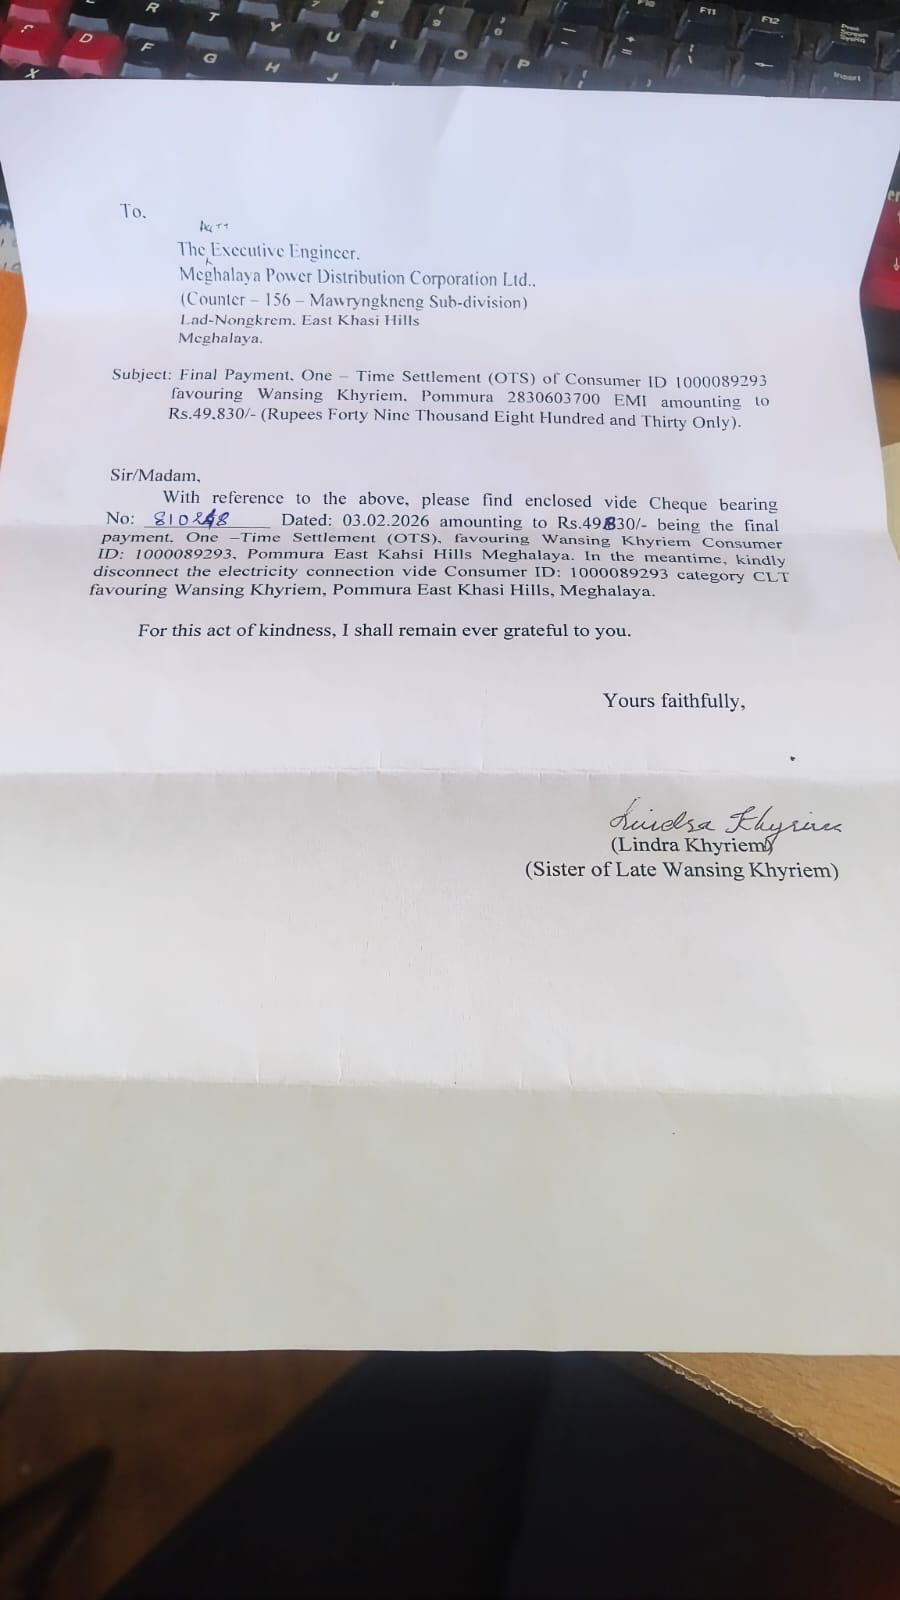 To,
Asstt
The Executive Engineer,
Meghalaya Power Distribution Corporation Ltd.,
(Counter – 156 – Mawryngkneng Sub-division)
Lad-Nongkrem, East Khasi Hills
Meghalaya.
Subject: Final Payment, One – Time Settlement (OTS) of Consumer ID 1000089293
favouring Wansing Khyriem, Pommura 2830603700 EMI amounting to
Rs.49,830/- (Rupees Forty Nine Thousand Eight Hundred and Thirty Only).
Sir/Madam,
With reference to the above, please find enclosed vide Cheque bearing
No: Dated: 03.02.2026 amounting to Rs.49830/- being the final
payment, One –Time Settlement (OTS), favouring Wansing Khyriem Consumer
ID: 1000089293, Pommura East Kahsi Hills Meghalaya. In the meantime, kindly
disconnect the electricity connection vide Consumer ID: 1000089293 category CLT
favouring Wansing Khyriem, Pommura East Khasi Hills, Meghalaya.
For this act of kindness, I shall remain ever grateful to you.
Yours faithfully,
Lindra Khyriem
(Lindra Khyriem)
(Sister of Late Wansing Khyriem)